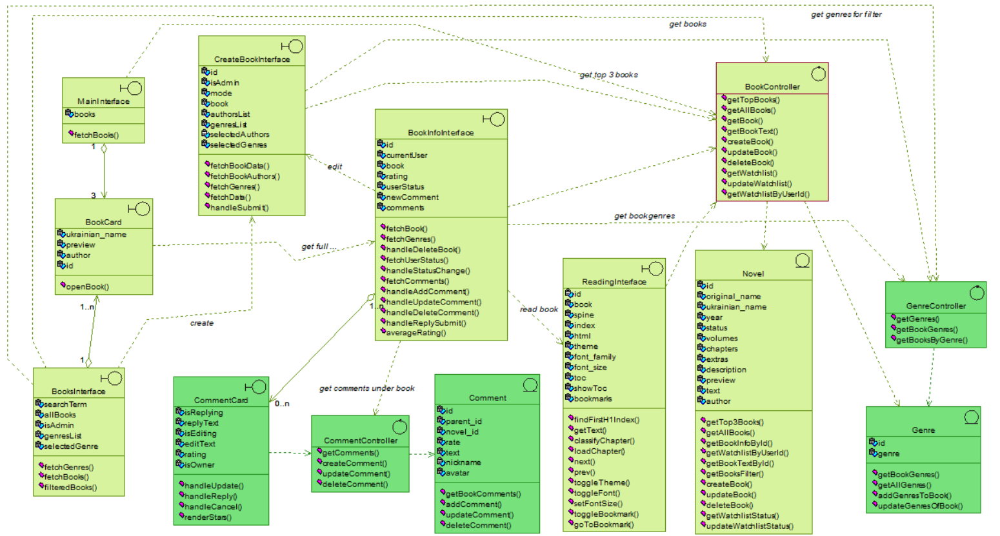 get genres for filter
get books
get top 3 books
MainInterface
books
fetchBooks()
1
3
BookCard
ukrainian_name
preview
author
id
openBook()
1..n
1
BooksInterface
searchTerm
allBooks
isAdmin
genresList
selectedGenre
fetchGenres()
fetchBooks()
filteredBooks()
CreateBookInterface
id
isAdmin
mode
book
authorsList
genresList
selectedAuthors
selectedGenres
fetchBookData()
fetchBookAuthors()
fetchGenres()
fetchData()
handleSubmit()
edit
get full ...
create
BookInfoInterface
id
currentUser
book
rating
userStatus
newComment
comments
fetchBook()
fetchGenres()
handleDeleteBook()
fetchUserStatus()
handleStatusChange()
fetchComments()
handleAddComment()
handleUpdateComment()
handleDeleteComment()
handleReplySubmit()
averageRating()
1..n
0..n
get comments under book
read book
get book genres
CommentCard
isReplying
replyText
isEditing
editText
rating
isOwner
handleUpdate()
handleReply()
handleCancel()
renderStars()
CommentController
getComments()
createComment()
updateComment()
deleteComment()
Comment
id
parent_id
novel_id
rate
text
nickname
avatar
getBookComments()
addComment()
updateComment()
deleteComment()
ReadingInterface
id
book
spine
index
html
theme
font_family
font_size
toc
showToc
bookmarks
findFirstH1Index()
getText()
classifyChapter()
loadChapter()
next()
prev()
toggleTheme()
toggleFont()
setFontSize()
toggleBookmark()
goToBookmark()
BookController
getTopBooks()
getAllBooks()
getBook()
getBookText()
createBook()
updateBook()
deleteBook()
getWatchlist()
updateWatchlist()
getWatchlistByUserId()
Novel
id
original_name
ukrainian_name
year
status
volumes
chapters
extras
description
preview
text
author
getTop3Books()
getAllBooks()
getBookInfoById()
getWatchlistByUserId()
getBookTextById()
getBooksFilter()
createBook()
updateBook()
deleteBook()
getWatchlistStatus()
updateWatchlistStatus()
GenreController
getGenres()
getBookGenres()
getBooksByGenre()
Genre
id
genre
getBookGenres()
getAllGenres()
addGenresToBook()
updateGenresOfBook()